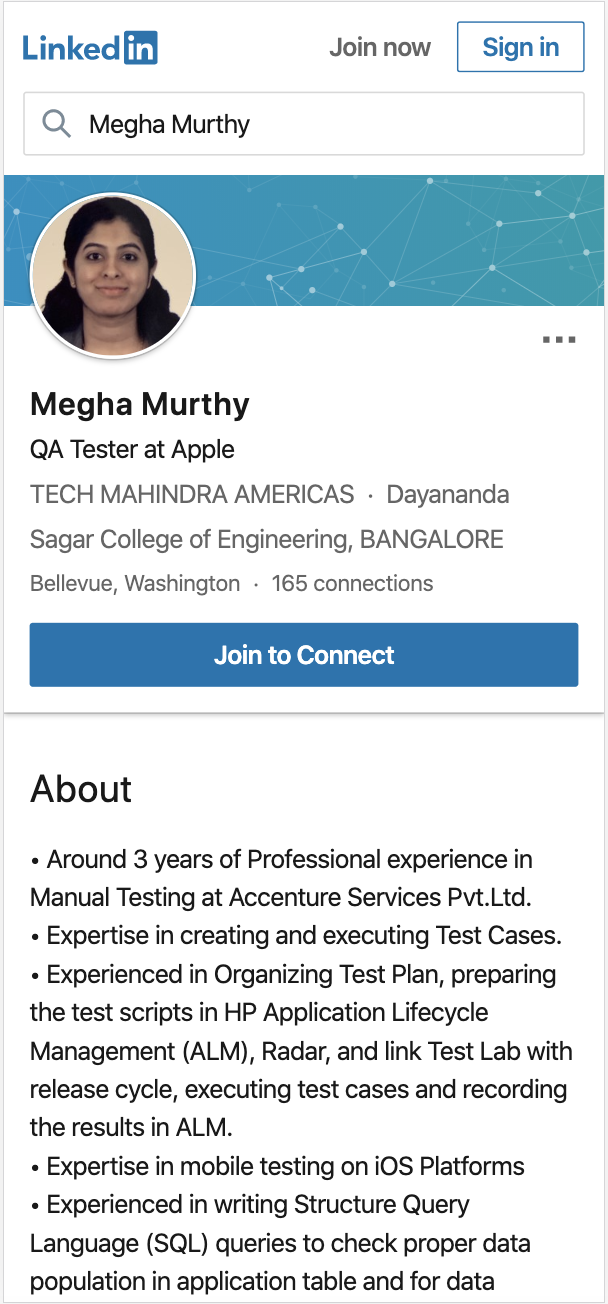 Linked in
Join now
Sign in
Megha Murthy
Megha Murthy
QA Tester at Apple
TECH MAHINDRA AMERICAS · Dayananda
Sagar College of Engineering, BANGALORE
Bellevue, Washington · 165 connections
Join to Connect
About
• Around 3 years of Professional experience in
Manual Testing at Accenture Services Pvt.Ltd.
• Expertise in creating and executing Test Cases.
• Experienced in Organizing Test Plan, preparing
the test scripts in HP Application Lifecycle
Management (ALM), Radar, and link Test Lab with
release cycle, executing test cases and recording
the results in ALM.
• Expertise in mobile testing on iOS Platforms
• Experienced in writing Structure Query
Language (SQL) queries to check proper data
population in application table and for data